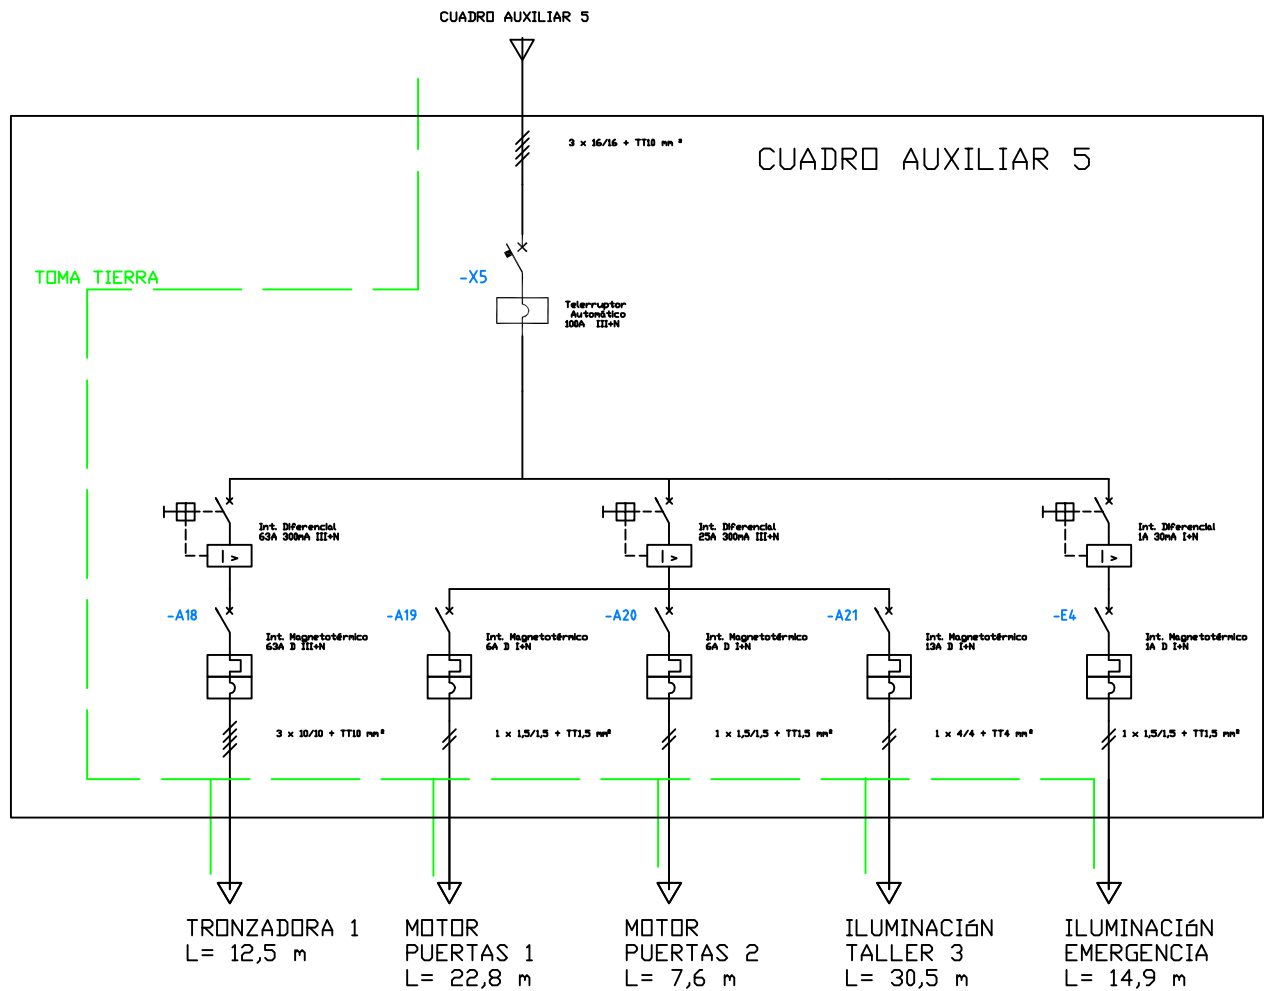 CUADRO AUXILIAR 5
3 x 16/16 + TT10 mm ²
CUADRO AUXILIAR 5
TOMA TIERRA
-X5
Telerruptor
Automático
100A III+N
Int. Diferencial
63A 300mA III+N
Int. Diferencial
25A 300mA III+N
Int. Diferencial
1A 30mA I+N
-A18
-A19
-A20
-A21
-E4
Int. Magnetotérmico
63A D III+N
Int. Magnetotérmico
6A D I+N
Int. Magnetotérmico
6A D I+N
Int. Magnetotérmico
13A D I+N
Int. Magnetotérmico
1A D I+N
3 x 10/10 + TT10 mm²
1 x 1,5/1,5 + TT1,5 mm²
1 x 1,5/1,5 + TT1,5 mm²
1 x 4/4 + TT4 mm²
1 x 1,5/1,5 + TT1,5 mm²
TRONZADORA 1
L= 12,5 m
MOTOR
PUERTAS 1
L= 22,8 m
MOTOR
PUERTAS 2
L= 7,6 m
ILUMINACIóN
TALLER 3
L= 30,5 m
ILUMINACIóN
EMERGENCIA
L= 14,9 m